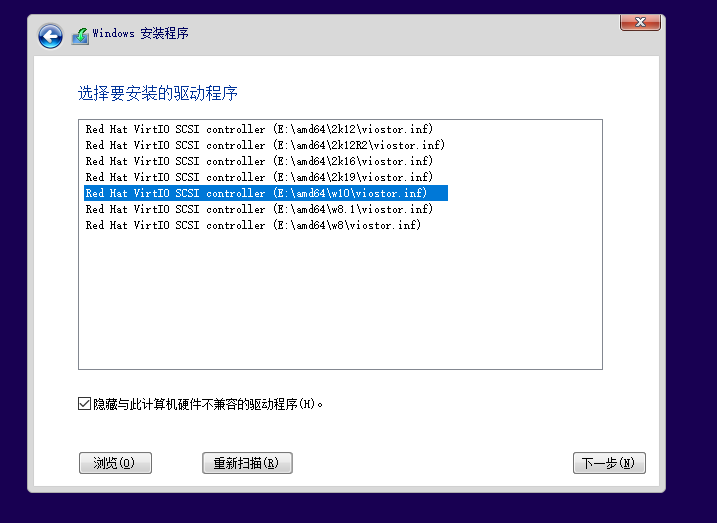 Windows 安装程序
选择要安装的驱动程序
Red Hat VirtIO SCSI controller (E:\amd64\2k12\viostor.inf)
Red Hat VirtIO SCSI controller (E:\amd64\2k12R2\viostor.inf)
Red Hat VirtIO SCSI controller (E:\amd64\2k16\viostor.inf)
Red Hat VirtIO SCSI controller (E:\amd64\2k19\viostor.inf)
Red Hat VirtIO SCSI controller (E:\amd64\w10\viostor.inf)
Red Hat VirtIO SCSI controller (E:\amd64\w8.1\viostor.inf)
Red Hat VirtIO SCSI controller (E:\amd64\w8\viostor.inf)
隐藏与此计算机硬件不兼容的驱动程序(H)。
浏览(O) 重新扫描(R) 下一步(N)